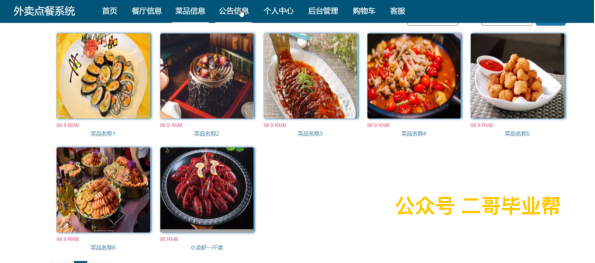 外卖点餐系统 首页 餐厅信息 菜品信息 公告信息 个人中心 后台管理 购物车 客服
99.9 RMB 99.9 RMB 99.9 RMB 99.9 RMB 99.9 RMB
菜品名称1 菜品名称2 菜品名称3 菜品名称4 菜品名称5
公众号 二哥毕业帮
99.9 RMB 99.9 RMB
菜品名称6 小龙虾一斤装